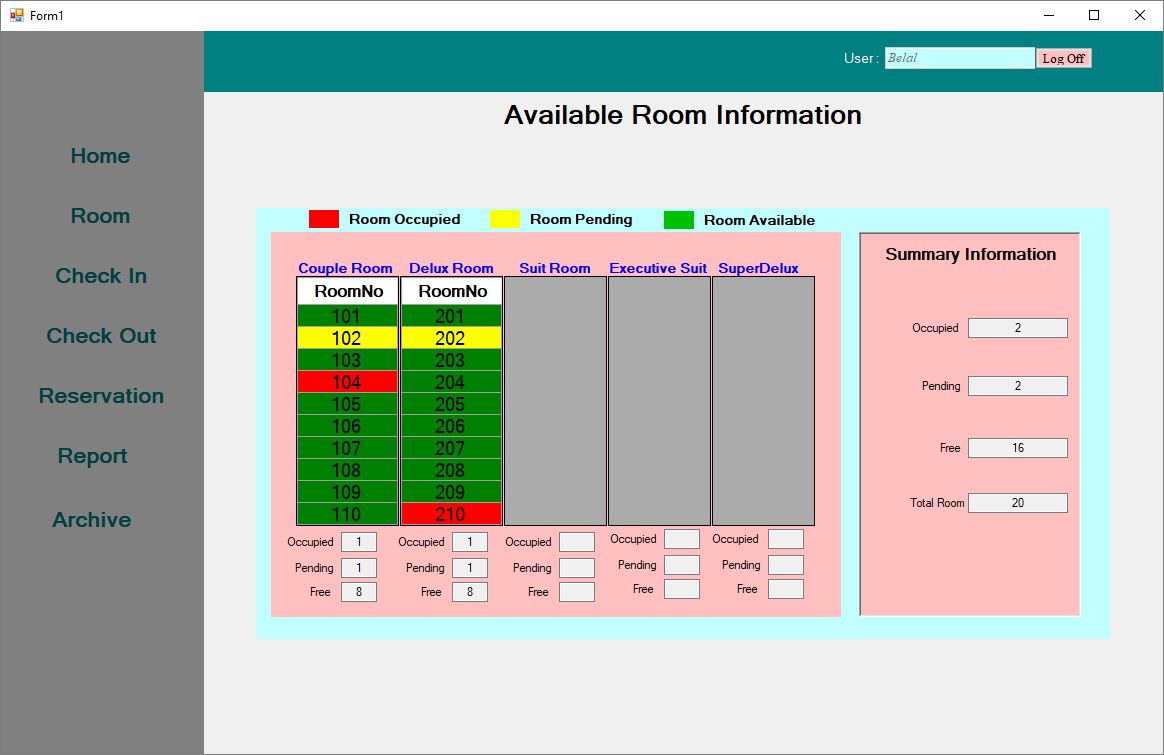 Form1
User : Belal Log Off
Available Room Information
Home
Room
Check In
Check Out
Reservation
Report
Archive
Room Occupied Room Pending Room Available
Couple Room Delux Room Suit Room Executive Suit SuperDelux
RoomNo RoomNo
101 201
102 202
103 203
104 204
105 205
106 206
107 207
108 208
109 209
110 210
Occupied 1 Occupied 1 Occupied Occupied Occupied
Pending 1 Pending 1 Pending Pending Pending
Free 8 Free 8 Free Free Free
Summary Information
Occupied 2
Pending 2
Free 16
Total Room 20